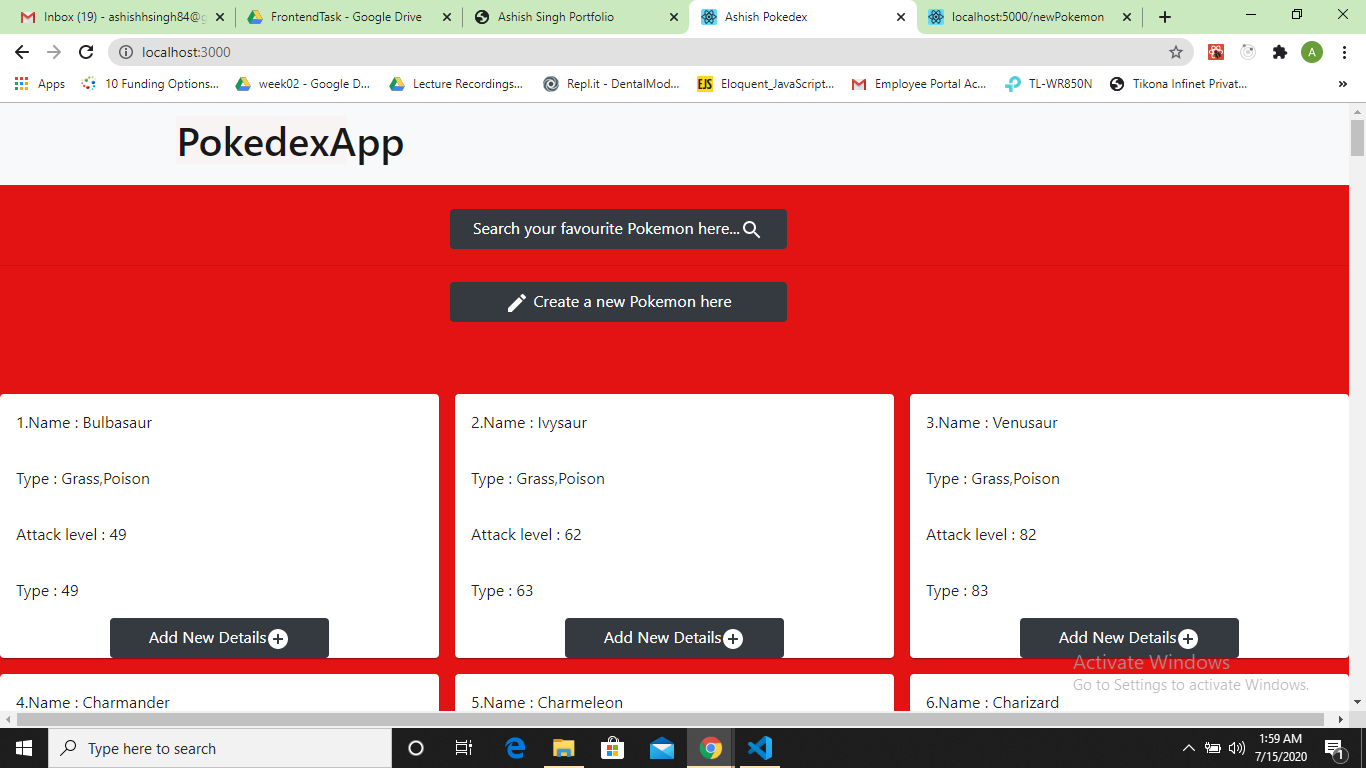 Inbox (19) - ashishhsingh84@g
FrontendTask - Google Drive
Ashish Singh Portfolio
Ashish Pokedex
localhost:5000/newPokemon
localhost:3000
A
Apps
10 Funding Options...
week02 - Google D...
Lecture Recordings...
Repl.it - DentalMod...
EJS Eloquent_JavaScript...
Employee Portal Ac...
TL-WR850N
Tikona Infinet Privat...
»
PokedexApp
Search your favourite Pokemon here...
Create a new Pokemon here
1.Name : Bulbasaur
Type : Grass,Poison
Attack level : 49
Type : 49
Add New Details
2.Name : Ivysaur
Type : Grass,Poison
Attack level : 62
Type : 63
Add New Details
3.Name : Venusaur
Type : Grass,Poison
Attack level : 82
Type : 83
Add New Details
4.Name : Charmander
5.Name : Charmeleon
6.Name : Charizard
Activate Windows
Go to Settings to activate Windows.
Type here to search
1:59 AM
7/15/2020
1